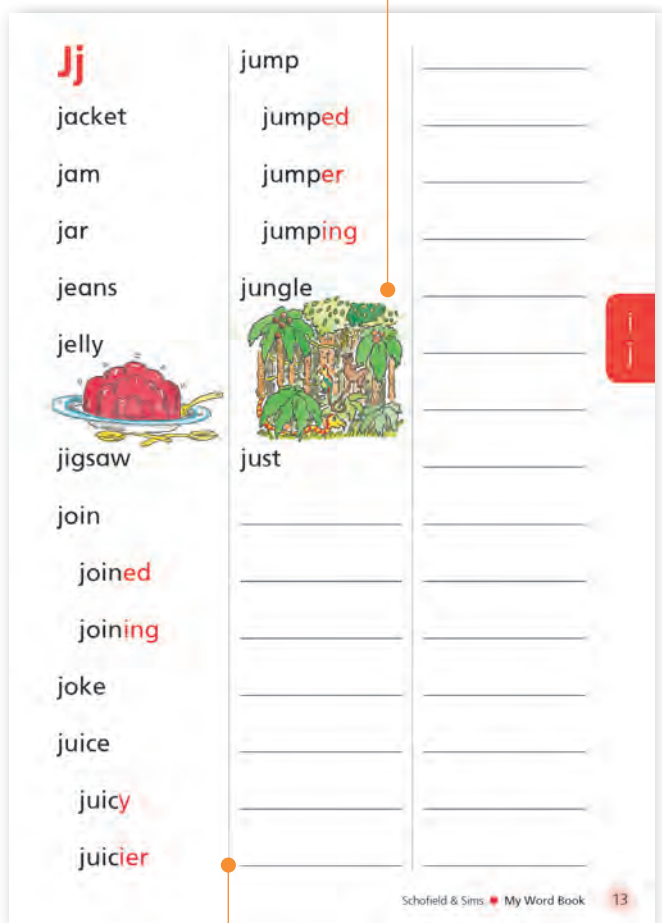 Jj
jacket
jam
jar
jeans
jelly
jigsaw
join
joined
joining
joke
juice
juicy
juicier
jump
jumped
jumper
jumping
jungle
just
i
j
Schofield & Sims My Word Book 13